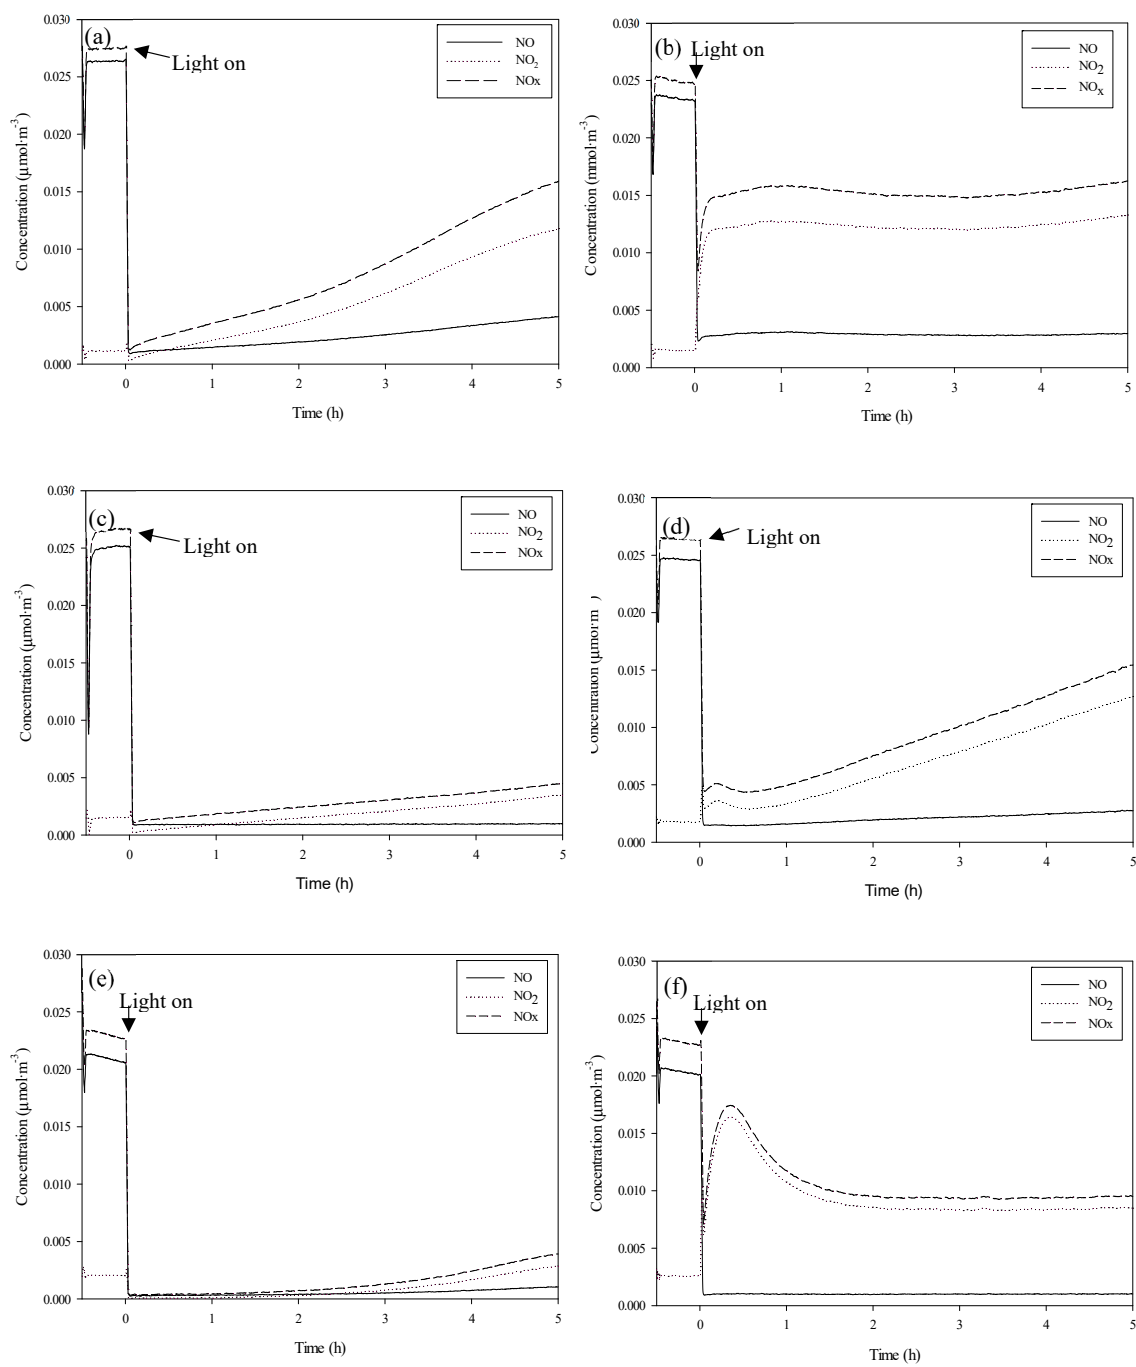 (a)
Light on
NO
NO2
NOx
0.030
0.025
0.020
0.015
0.010
0.005
0.000
Concentration (μmol·m-3)
0 1 2 3 4 5
Time (h)
(b) Light on
NO
NO2
NOx
0.030
0.025
0.020
0.015
0.010
0.005
0.000
Concentration (mmol·m-3)
0 1 2 3 4 5
Time (h)
(c)
Light on
NO
NO2
NOx
0.030
0.025
0.020
0.015
0.010
0.005
0.000
Concentration (μmol·m-3)
0 1 2 3 4 5
Time (h)
(d)
Light on
NO
NO2
NOx
0.030
0.025
0.020
0.015
0.010
0.005
0.000
Concentration (μmol·m )
0 1 2 3 4 5
Time (h)
(e)
Light on
NO
NO2
NOx
0.030
0.025
0.020
0.015
0.010
0.005
0.000
Concentration (μmol·m-3)
0 1 2 3 4 5
Time (h)
(f)
Light on
NO
NO2
NOx
0.030
0.025
0.020
0.015
0.010
0.005
0.000
Concentration (μmol·m-3)
0 1 2 3 4 5
Time (h)